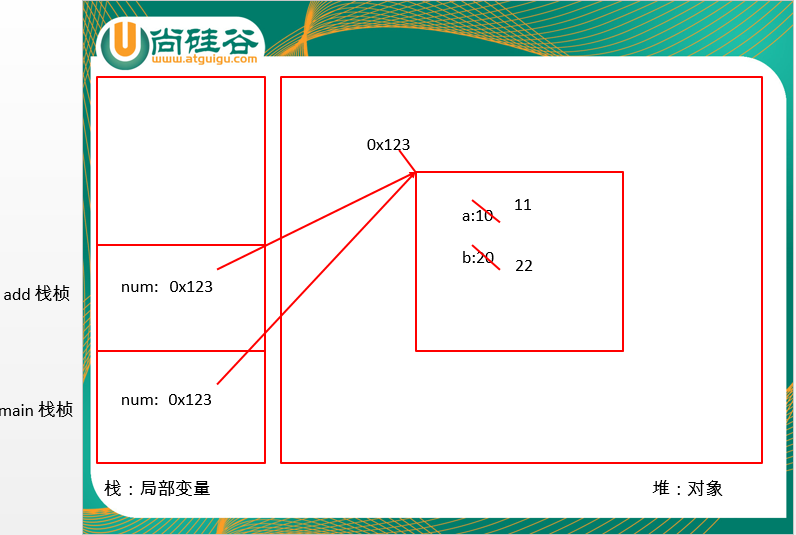 尚硅谷
www.atguigu.com
0x123
a:10 11
b:20 22
add 栈桢
num: 0x123
main 栈桢
num: 0x123
栈：局部变量
堆：对象